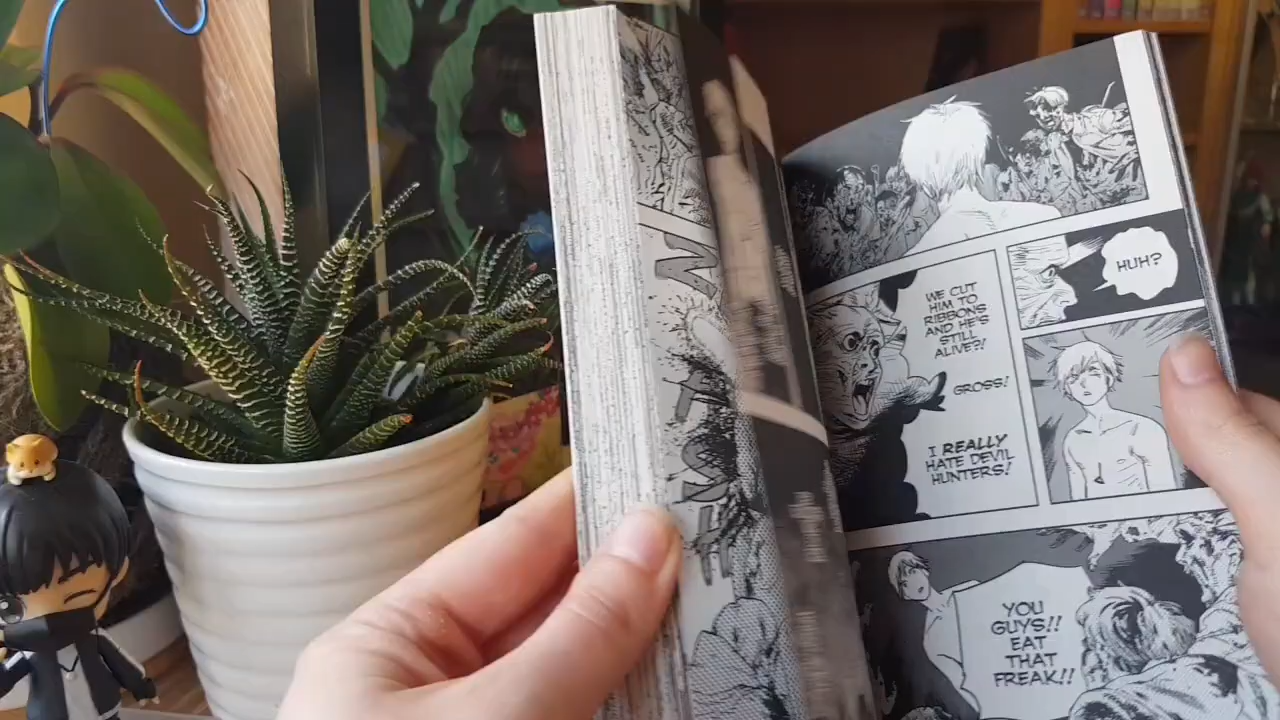 HUH?
WE CUT
HIM TO
RIBBONS
AND HE'S
STILL
ALIVE?!
GROSS!
I REALLY
HATE DEVIL
HUNTERS!
YOU
GUYS!!
EAT
THAT
FREAK!!